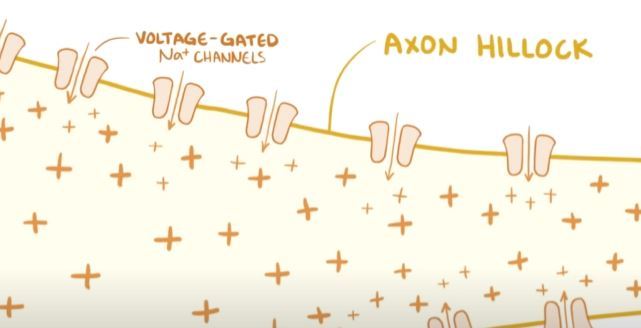 VOLTAGE-GATED
Na⁺ CHANNELS
AXON HILLOCK